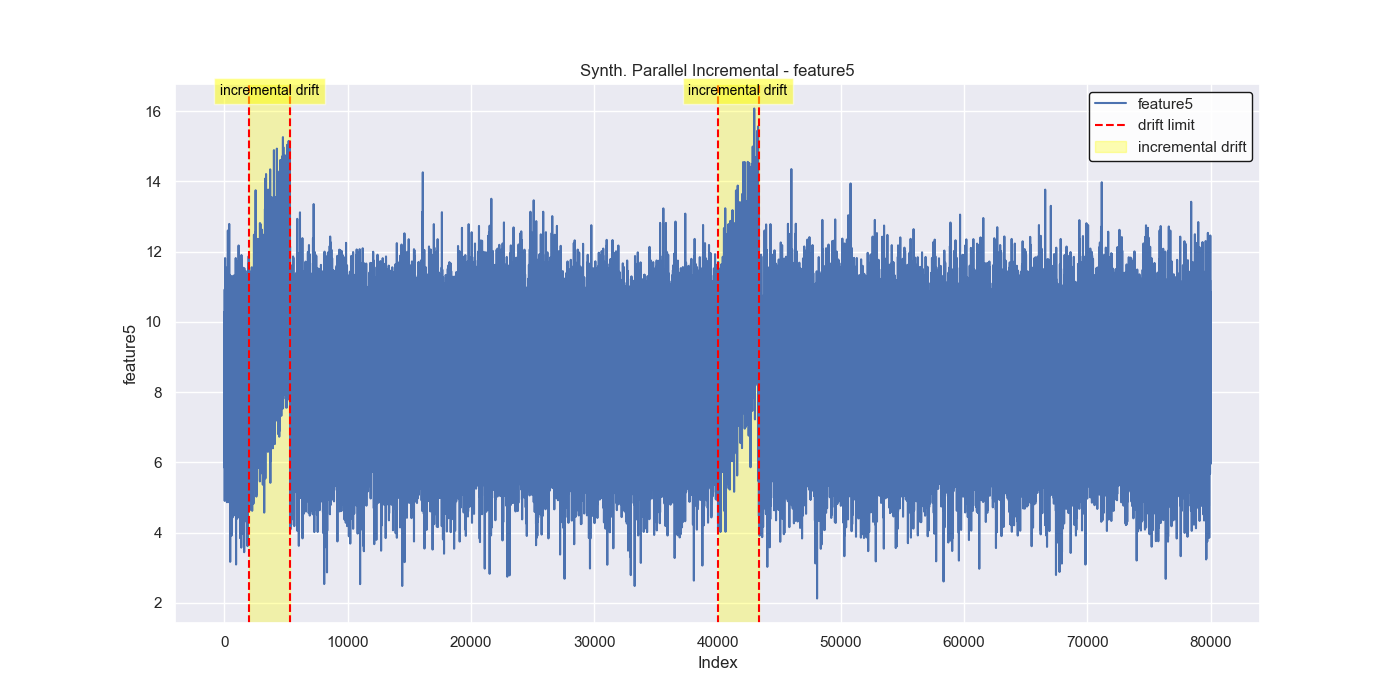 Synth. Parallel Incremental - feature5
incremental drift
incremental drift
feature5
drift limit
incremental drift
16
14
12
10
8
6
4
2
feature5
0
10000
20000
30000
40000
50000
60000
70000
80000
Index